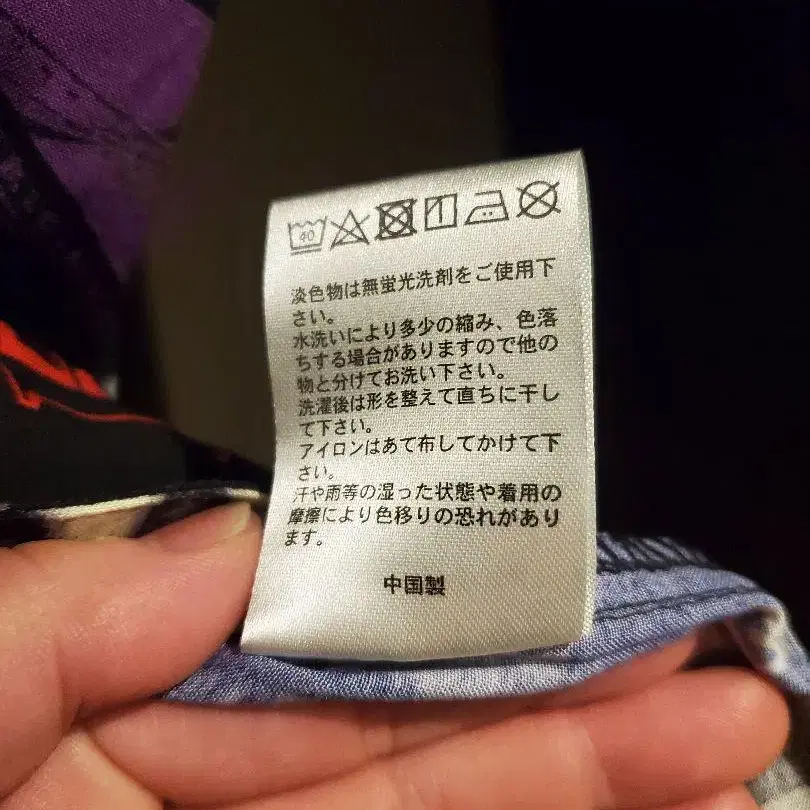 40
淡色物は無蛍光洗剤をご使用下
さい。
水洗いにより多少の縮み、色落
ちする場合がありますので他の
物と分けてお洗い下さい。
洗濯後は形を整えて直ちに干し
て下さい。
アイロンはあて布してかけて下
さい。
汗や雨等の湿った状態や着用の
摩擦により色移りの恐れがあり
ます。
中国製